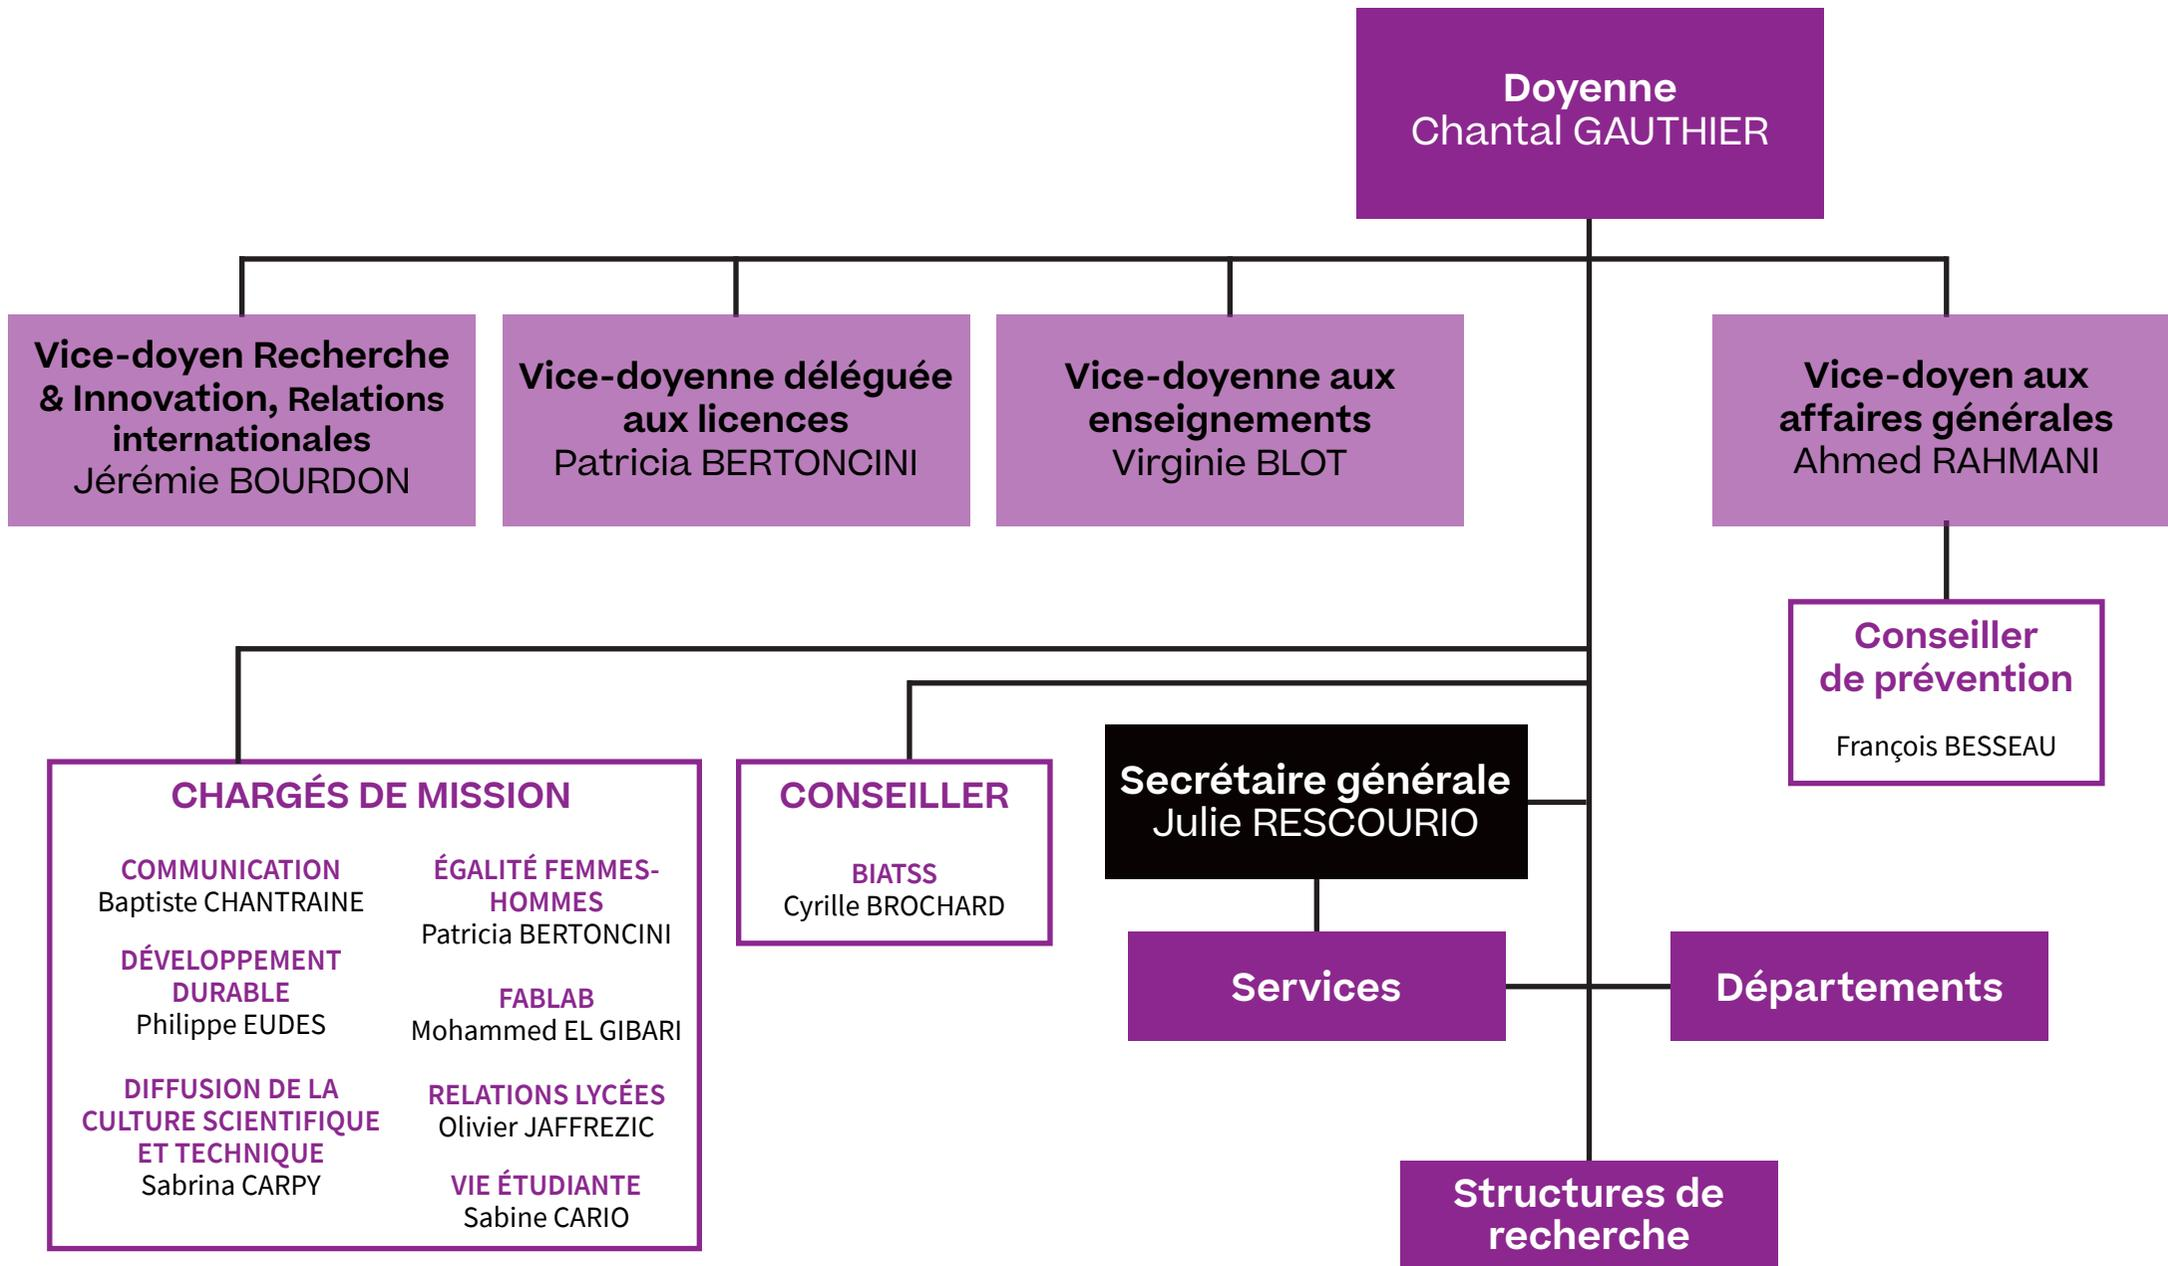 Doyenne
Chantal GAUTHIER
Vice-doyen Recherche
& Innovation, Relations
internationales
Jérémie BOURDON
Vice-doyenne déléguée
aux licences
Patricia BERTONCINI
Vice-doyenne aux
enseignements
Virginie BLOT
Vice-doyen aux
affaires générales
Ahmed RAHMANI
Conseiller
de prévention
François BESSEAU
CHARGÉS DE MISSION
COMMUNICATION
Baptiste CHANTRAINE
DÉVELOPPEMENT
DURABLE
Philippe EUDES
DIFFUSION DE LA
CULTURE SCIENTIFIQUE
ET TECHNIQUE
Sabrina CARPY
ÉGALITÉ FEMMES-
HOMMES
Patricia BERTONCINI
FABLAB
Mohammed EL GIBARI
RELATIONS LYCÉES
Olivier JAFFREZIC
VIE ÉTUDIANTE
Sabine CARIO
CONSEILLER
BIATSS
Cyrille BROCHARD
Secrétaire générale
Julie RESCOURIO
Services
Départements
Structures de
recherche